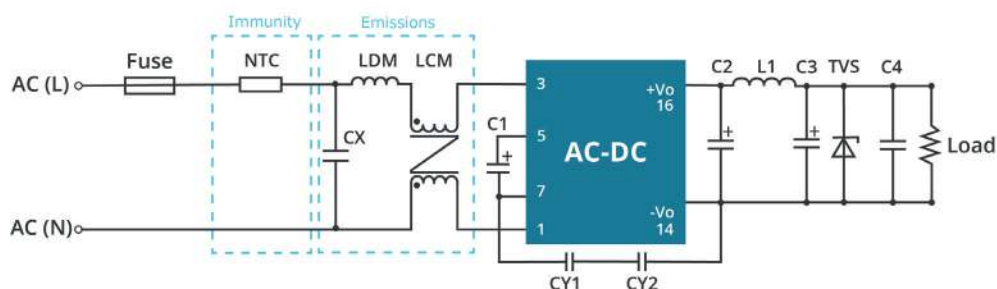 Immunity
Emissions
Fuse
NTC
LDM
LCM
C2
L1
C3
TVS
C4
AC (L)
3
+Vo
16
CX
C1
5
AC-DC
Load
7
AC (N)
1
-Vo
14
CY1
CY2